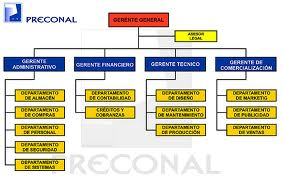 PRECONAL
GERENTE GENERAL
ASESOR
LEGAL
GERENTE
ADMINISTRATIVO
GERENTE FINANCIERO
GERENTE TECNICO
GERENTE DE
COMERCIALIZACIÓN
DEPARTAMENTO
DE ALMACÉN
DEPARTAMENTO
DE COMPRAS
DEPARTAMENTO
DE PERSONAL
DEPARTAMENTO
DE SEGURIDAD
DEPARTAMENTO
DE SISTEMAS
DEPARTAMENTO
DE CONTABILIDAD
CRÉDITOS Y
COBRANZAS
DEPARTAMENTO
DE DISEÑO
DEPARTAMENTO
DE MANTENIMIENTO
DEPARTAMENTO
DE PRODUCCIÓN
DEPARTAMENTO
DE MARKETIG
DEPARTAMENTO
DE PUBLICIDAD
DEPARTAMENTO
DE VENTAS
RECONAL